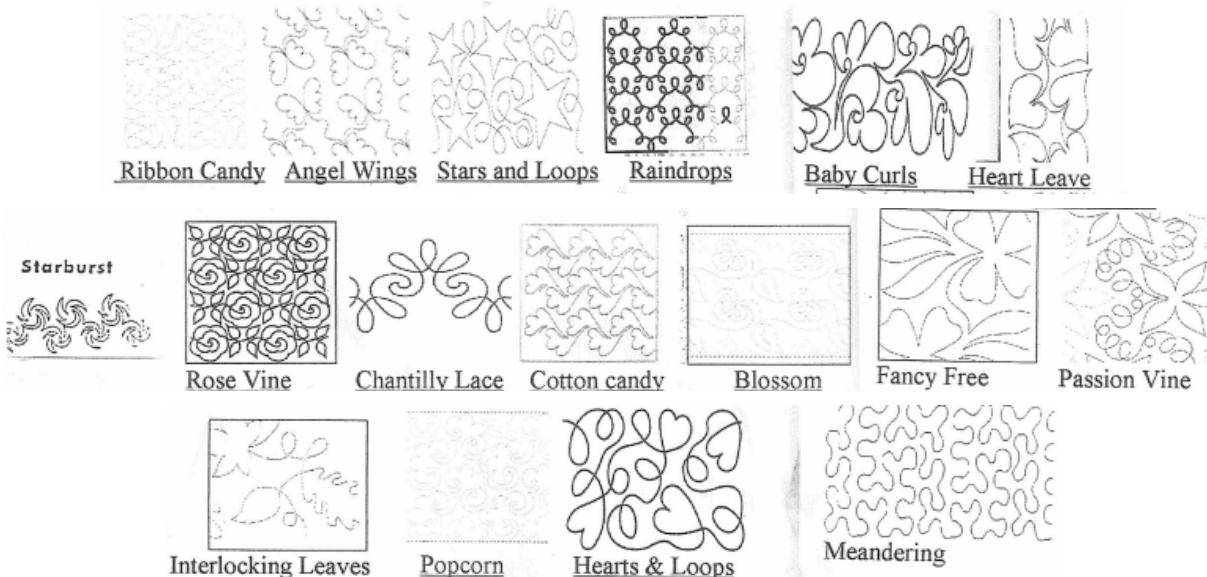 Ribbon Candy Angel Wings Stars and Loops Raindrops Baby Curls Heart Leave
Starburst
Rose Vine Chantilly Lace Cotton candy Blossom Fancy Free Passion Vine
Interlocking Leaves Popcorn Hearts & Loops Meandering